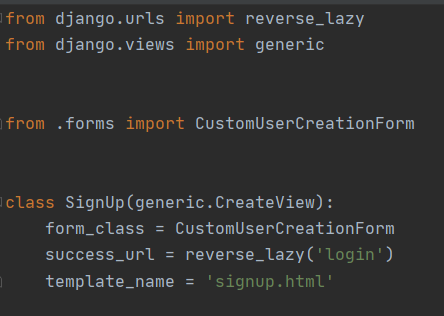 from django.urls import reverse_lazy
from django.views import generic
from .forms import CustomUserCreationForm
class SignUp(generic.CreateView):
    form_class = CustomUserCreationForm
    success_url = reverse_lazy('login')
    template_name = 'signup.html'